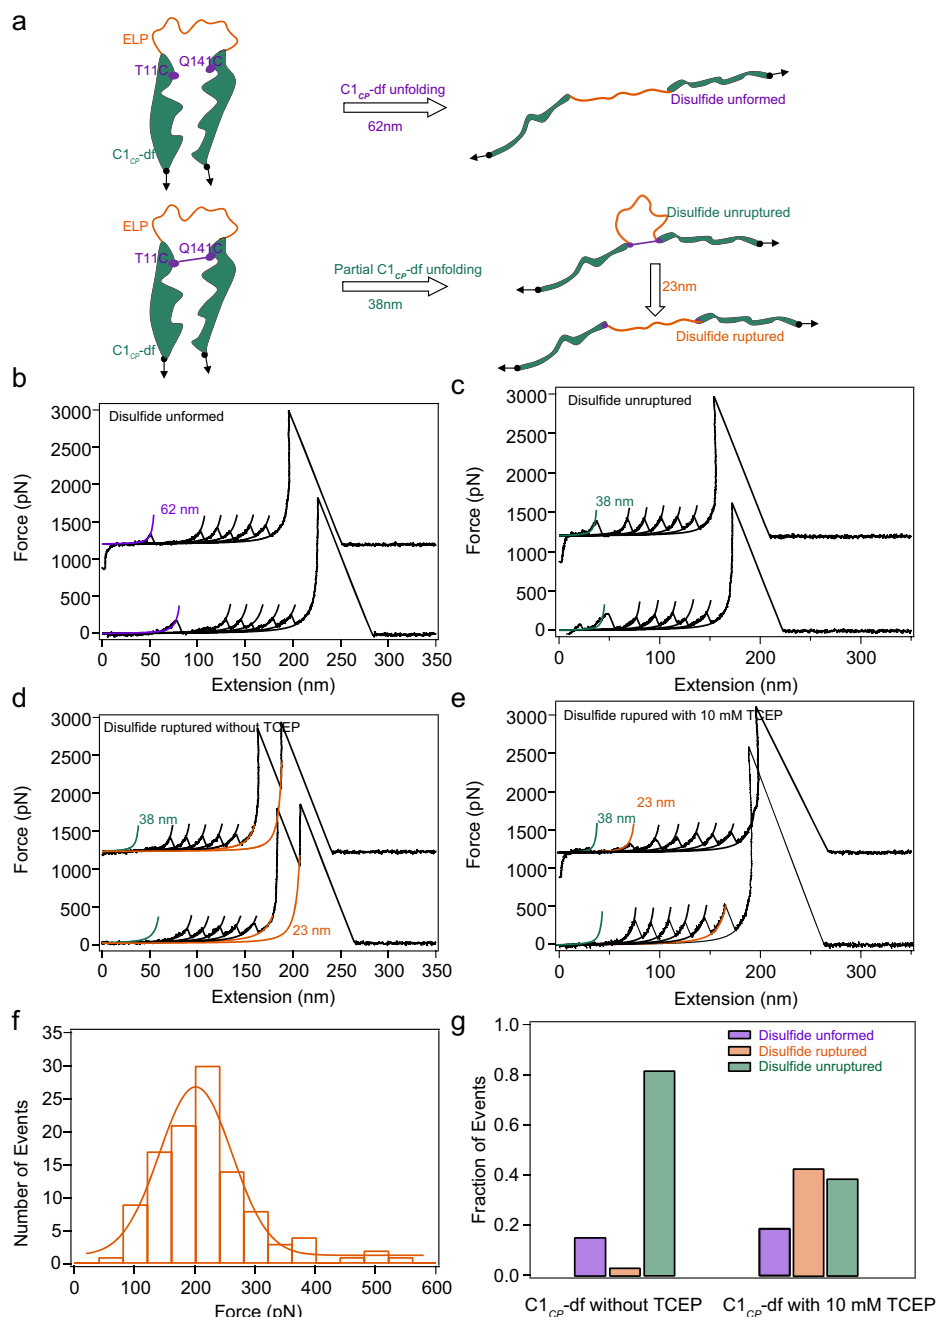 a
ELP
T11C
Q141C
C1CP-df
C1CP-df unfolding
62nm
Disulfide unformed
ELP
T11C
Q141C
C1CP-df
Partial C1CP-df unfolding
38nm
Disulfide unruptured
23nm
Disulfide ruptured
b
Disulfide unformed
62 nm
Force (pN)
3000
2500
2000
1500
1200
500
0
0 50 100 150 200 250 300 350
Extension (nm)
c
Disulfide unruptured
38 nm
Force (pN)
3000
2500
2000
1500
1200
500
0
0 100 200 300
Extension (nm)
d
Disulfide ruptured without TCEP
38 nm
23 nm
Force (pN)
3000
2500
2000
1500
1200
500
0
0 50 100 150 200 250 300 350
Extension (nm)
e
Disulfide rupured with 10 mM TCEP
23 nm
38 nm
Force (pN)
3000
2500
2000
1500
1200
500
0
0 100 200 300
Extension (nm)
f
Number of Events
35
30
25
20
15
10
5
0
0 100 200 300 400 500 600
Force (pN)
g
Fraction of Events
1.0
0.8
0.6
0.4
0.2
0.0
Disulfide unformed
Disulfide ruptured
Disulfide unruptured
C1CP-df without TCEP
C1CP-df with 10 mM TCEP